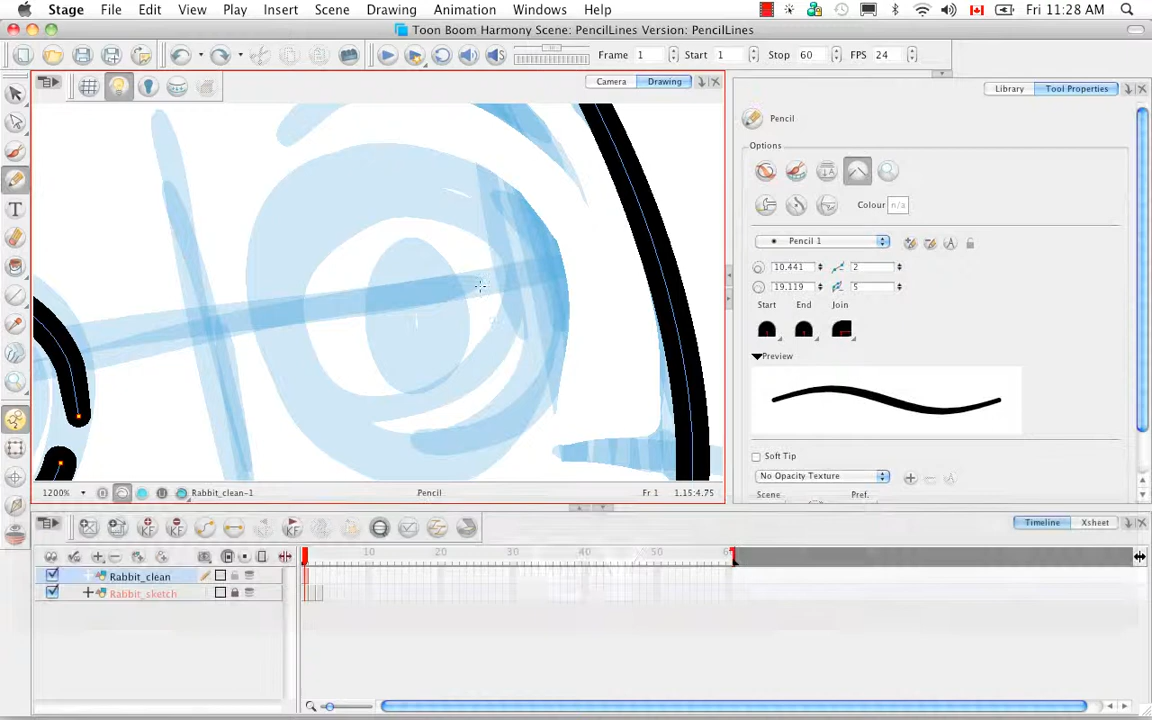 Stage File Edit View Play Insert Scene Drawing Animation Windows Help Fri 11:28 AM
Toon Boom Harmony Scene: PencilLines Version: PencilLines
Frame 1 Start 1 Stop 60 FPS 24
Camera Drawing
Library Tool Properties
Pencil
Options
Colour n/a
Pencil 1
10.441 2
19.119 5
Start End Join
Preview
Soft Tip
No Opacity Texture
Scene Pref.
1200% Rabbit_clean-1 Pencil Fr 1 1.15:4.75
Timeline Xsheet
10 20 30 40 50
Rabbit_clean
Rabbit_sketch